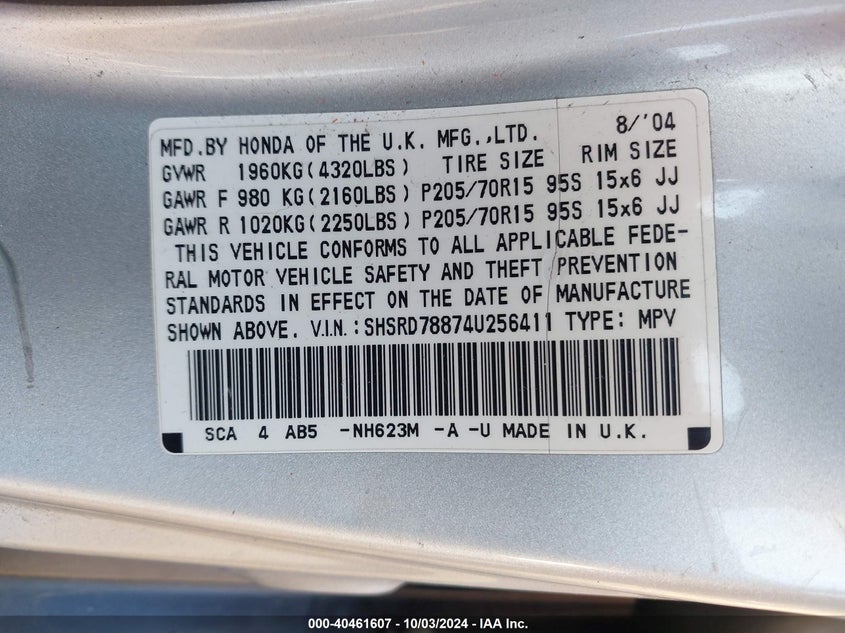 MFD.BY HONDA OF THE U.K. MFG.,LTD. 8/'04
GVWR 1960KG(4320LBS) TIRE SIZE RIM SIZE
GAWR F 980 KG(2160LBS) P205/70R15 95S 15x6 JJ
GAWR R 1020KG(2250LBS) P205/70R15 95S 15x6 JJ
THIS VEHICLE CONFORMS TO ALL APPLICABLE FEDE-
RAL MOTOR VEHICLE SAFETY AND THEFT PREVENTION
STANDARDS IN EFFECT ON THE DATE OF MANUFACTURE
SHOWN ABOVE. V.I.N.:SHSRD78874U256411 TYPE: MPV
SCA 4 AB5 -NH623M -A -U MADE IN U.K.
000-40461607 - 10/03/2024 - IAA Inc.